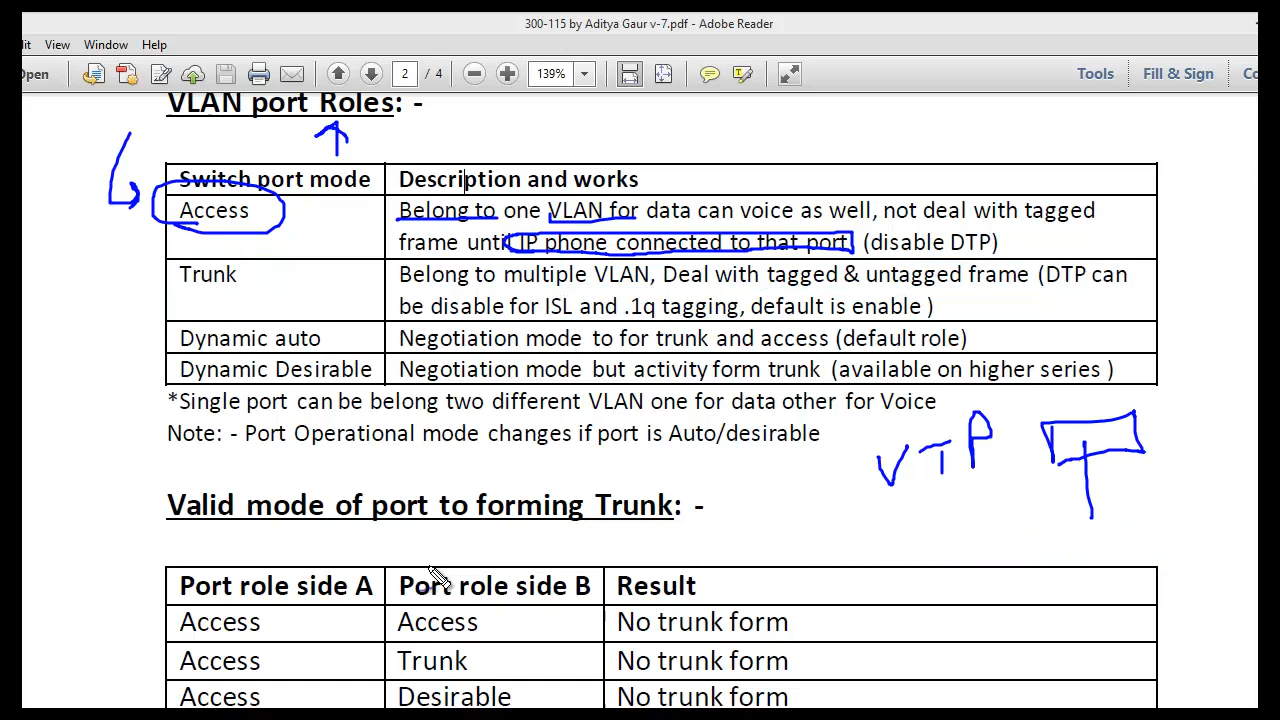 300-115 by Aditya Gaur v-7.pdf - Adobe Reader
it View Window Help
Open 2 / 4 139% Tools Fill & Sign Co
VLAN port Roles: -
Switch port mode Description and works
Access Belong to one VLAN for data can voice as well, not deal with tagged
frame until IP phone connected to that port (disable DTP)
Trunk Belong to multiple VLAN, Deal with tagged & untagged frame (DTP can
be disable for ISL and .1q tagging, default is enable )
Dynamic auto Negotiation mode to for trunk and access (default role)
Dynamic Desirable Negotiation mode but activity form trunk (available on higher series )
*Single port can be belong two different VLAN one for data other for Voice
Note: - Port Operational mode changes if port is Auto/desirable
VTP
Valid mode of port to forming Trunk: -
Port role side A Port role side B Result
Access Access No trunk form
Access Trunk No trunk form
Access Desirable No trunk form